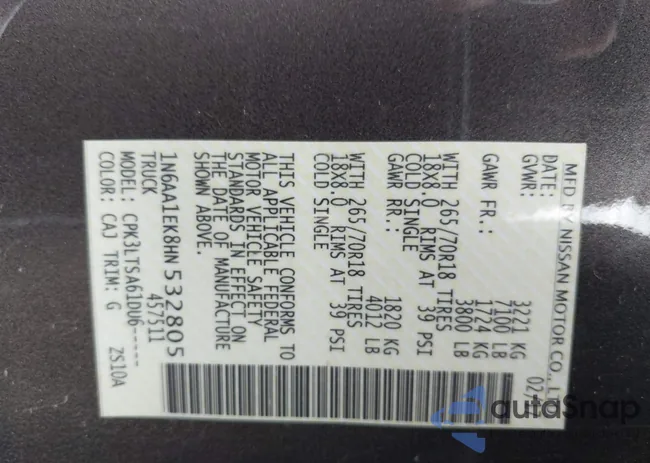 MFD BY NISSAN MOTOR CO., LT
DATE: 02/
GVWR: 3221 KG
7100 LB
GAWR FR.: 1724 KG
3800 LB
WITH 265/70R18 TIRES
18X8.0 RIMS AT 39 PSI
COLD SINGLE
GAWR RR.: 1820 KG
4012 LB
WITH 265/70R18 TIRES
18X8.0 RIMS AT 39 PSI
COLD SINGLE
THIS VEHICLE CONFORMS TO
ALL APPLICABLE FEDERAL
MOTOR VEHICLE SAFETY
STANDARDS IN EFFECT ON
THE DATE OF MANUFACTURE
SHOWN ABOVE.
1N6AA1EK8HN532805
TRUCK 457511
MODEL: CPK3LTSA61DU6-----
COLOR: CAJ TRIM: G ZS10A
autoSnap